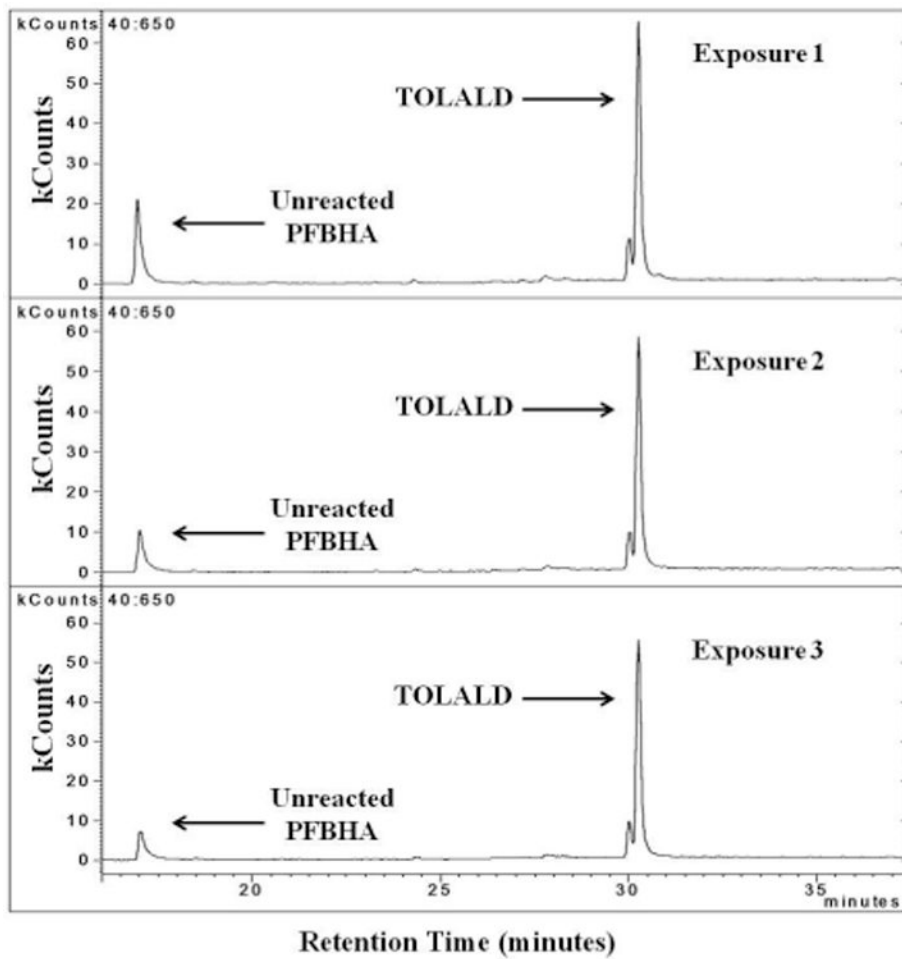 kCounts 40:650
60
50
40
30
20
10
0
kCounts
Exposure 1
TOLALD
Unreacted
PFBHA
kCounts 40:650
60
50
40
30
20
10
0
kCounts
Exposure 2
TOLALD
Unreacted
PFBHA
kCounts 40:650
60
50
40
30
20
10
0
kCounts
Exposure 3
TOLALD
Unreacted
PFBHA
20
25
30
35
minutes
Retention Time (minutes)